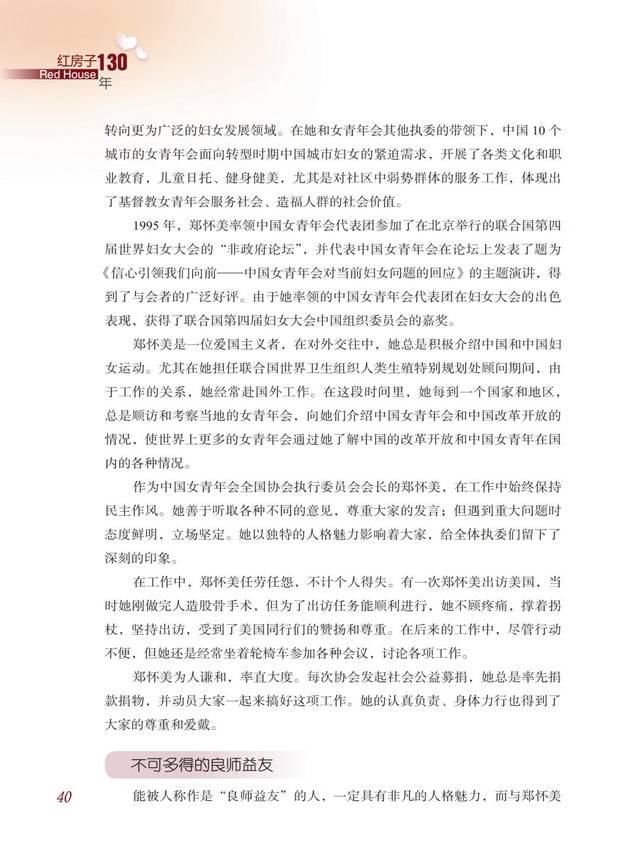 红房子130
Red House
年
转向更为广泛的妇女发展领域。在她和女青年会其他执委的带领下，中国 10 个
城市的女青年会面向转型时期中国城市妇女的紧迫需求，开展了各类文化和职
业教育，儿童日托、健身健美，尤其是对社区中弱势群体的服务工作，体现出
了基督教女青年会服务社会、造福人群的社会价值。
1995 年，郑怀美率领中国女青年会代表团参加了在北京举行的联合国第四
届世界妇女大会的“非政府论坛”，并代表中国女青年会在论坛上发表了题为
《信心引领我们向前——中国女青年会对当前妇女问题的回应》的主题演讲，得
到了与会者的广泛好评。由于她率领的中国女青年会代表团在妇女大会的出色
表现，获得了联合国第四届妇女大会中国组织委员会的嘉奖。
郑怀美是一位爱国主义者，在对外交往中，她总是积极介绍中国和中国妇
女运动。尤其在她担任联合国世界卫生组织人类生殖特别规划处顾问期间，由
于工作的关系，她经常赴国外工作。在这段时间里，她每到一个国家和地区，
总是顺访和考察当地的女青年会，向她们介绍中国女青年会和中国改革开放的
情况，使世界上更多的女青年会通过她了解中国的改革开放和中国女青年在国
内的各种情况。
作为中国女青年会全国协会执行委员会会长的郑怀美，在工作中始终保持
民主作风。她善于听取各种不同的意见，尊重大家的发言；但遇到重大问题时
态度鲜明，立场坚定。她以独特的人格魅力影响着大家，给全体执委们留下了
深刻的印象。
在工作中，郑怀美任劳任怨，不计个人得失。有一次郑怀美出访美国，当
时她刚做完人造股骨手术，但为了出访任务能顺利进行，她不顾疼痛，撑着拐
杖，坚持出访，受到了美国同行们的赞扬和尊重。在后来的工作中，尽管行动
不便，但她还是经常坐着轮椅车参加各种会议，讨论各项工作。
郑怀美为人谦和，率直大度。每次协会发起社会公益募捐，她总是率先捐
款捐物，并动员大家一起来搞好这项工作。她的认真负责、身体力行也得到了
大家的尊重和爱戴。
不可多得的良师益友
能被人称作是“良师益友”的人，一定具有非凡的人格魅力，而与郑怀美
40